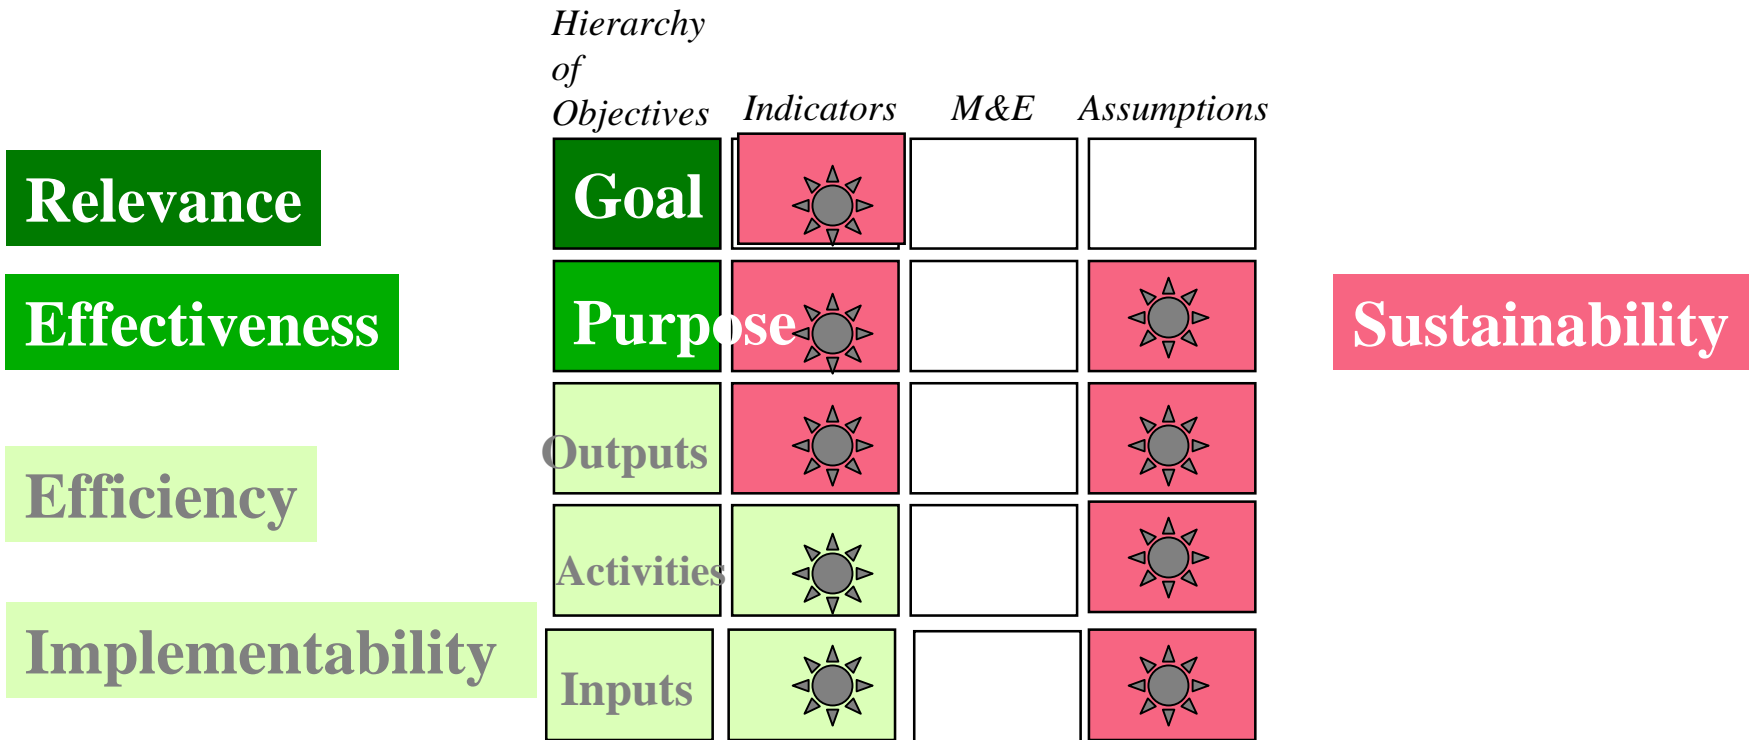 Hierarchy
of
Objectives
Indicators
M&E
Assumptions
Relevance
Goal
Effectiveness
Purpose
Sustainability
Outputs
Efficiency
Activities
Implementability
Inputs